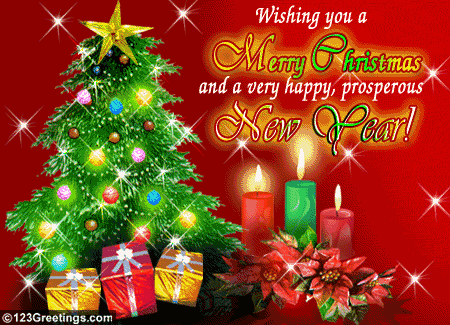 Wishing you a
Merry Christmas
and a very happy, prosperous
New Year!
©123Greetings.com